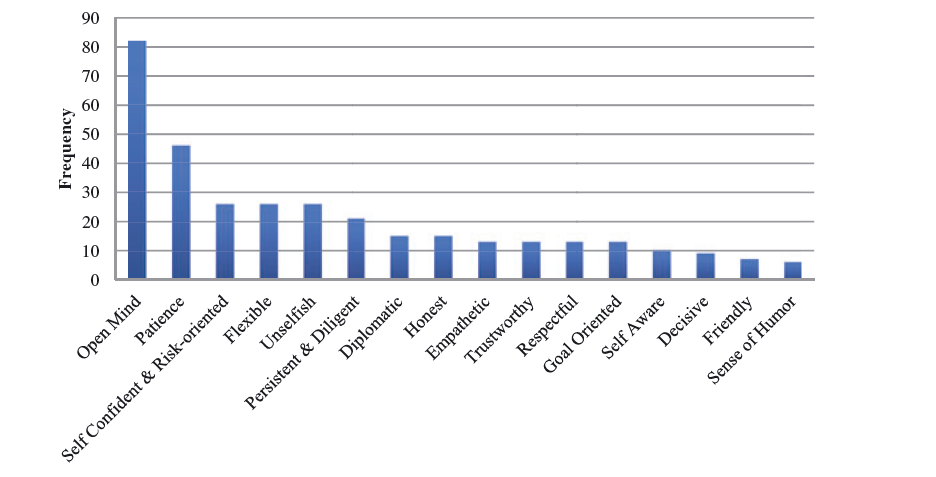 90
80
70
60
50
40
30
20
10
0
Frequency
Open Mind
Patience
Self Confident & Risk-oriented
Flexible
Unselfish
Persistent & Diligent
Diplomatic
Honest
Empathetic
Trustworthy
Respectful
Goal Oriented
Self Aware
Decisive
Friendly
Sense of Humor